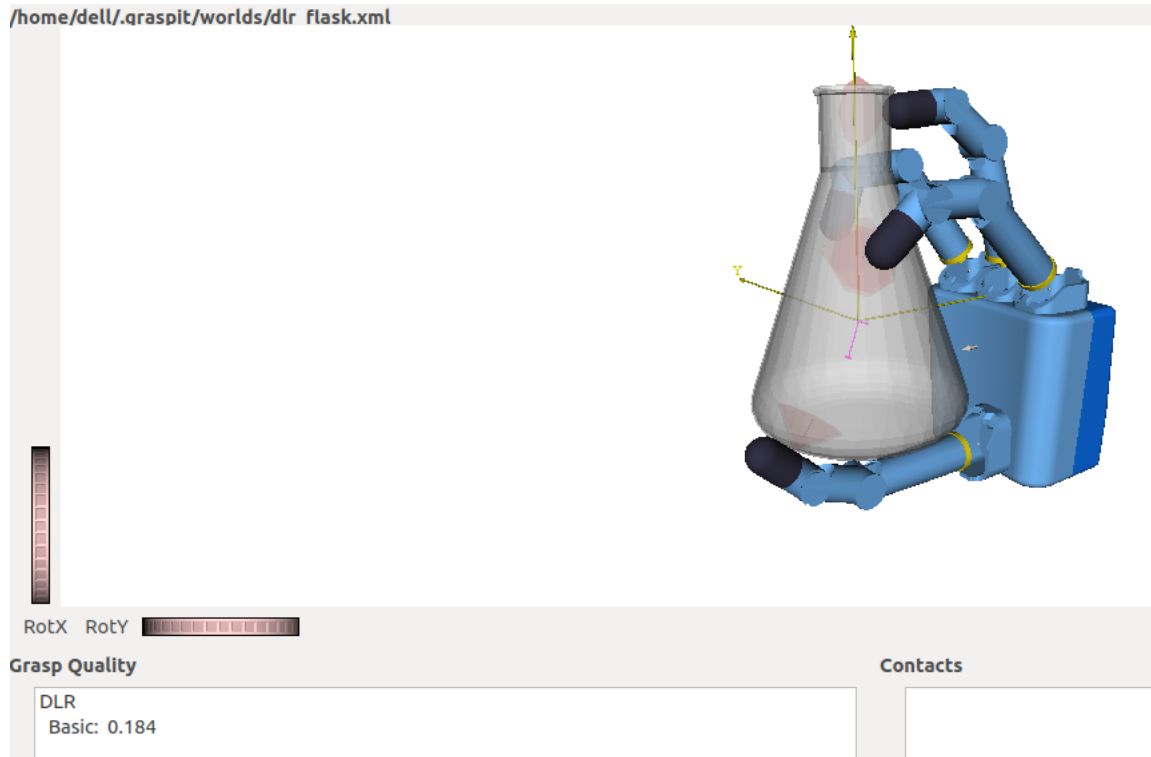 /home/dell/.graspit/worlds/dlr_flask.xml
Y
RotX RotY
Grasp Quality
Contacts
DLR
Basic: 0.184